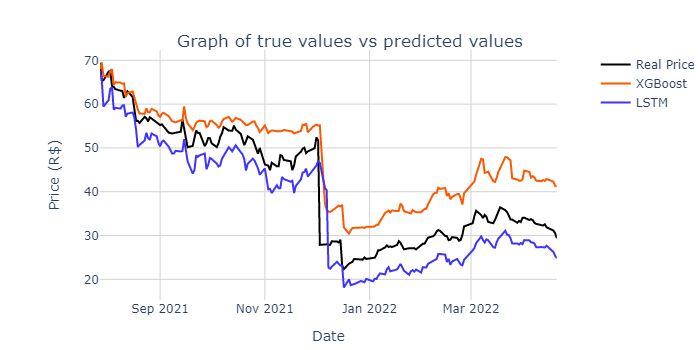 Graph of true values vs predicted values
Real Price
XGBoost
LSTM
Price (R$)
70
60
50
40
30
20
Sep 2021
Nov 2021
Jan 2022
Mar 2022
Date